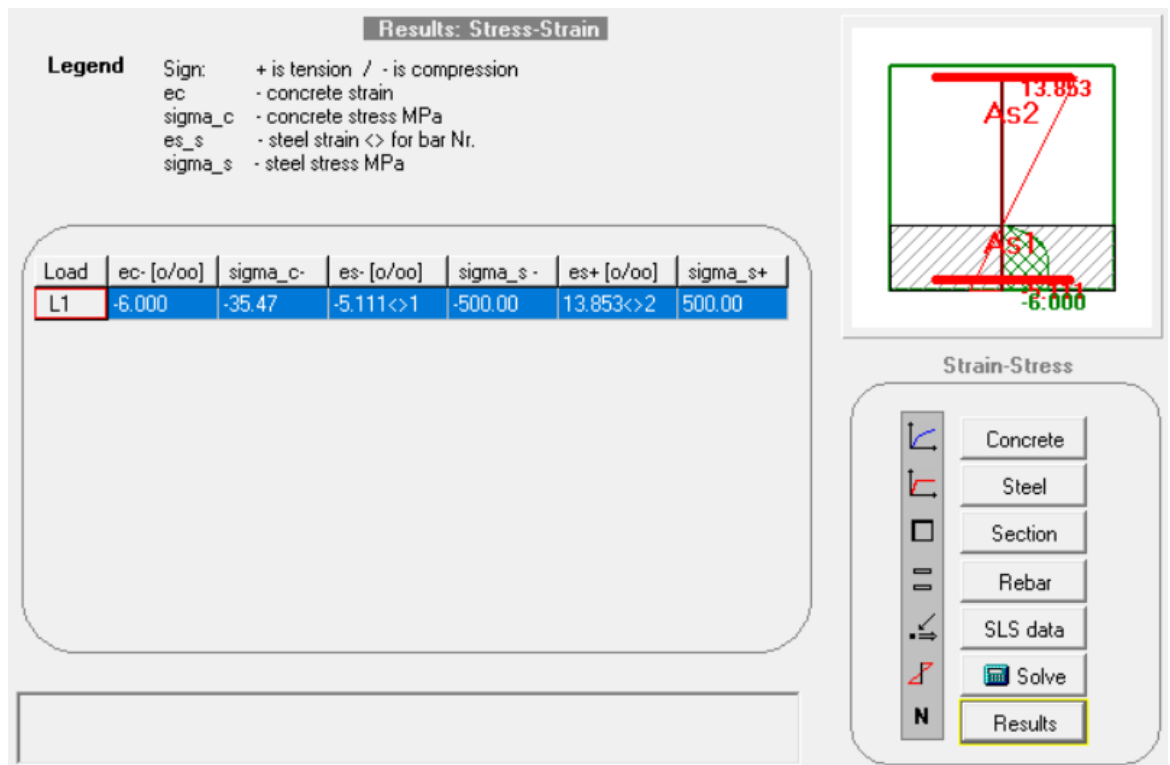 Results: Stress-Strain
Legend
Sign: + is tension / - is compression
ec - concrete strain
sigma_c - concrete stress MPa
es_s - steel strain <> for bar Nr.
sigma_s - steel stress MPa
Load ec- [o/oo] sigma_c- es- [o/oo] sigma_s - es+ [o/oo] sigma_s+
L1 -6.000 -35.47 -5.111<>1 -500.00 13.853<>2 500.00
13.853
As2
As1
-5.111
-6.000
Strain-Stress
Concrete
Steel
Section
Rebar
SLS data
Solve
N Results